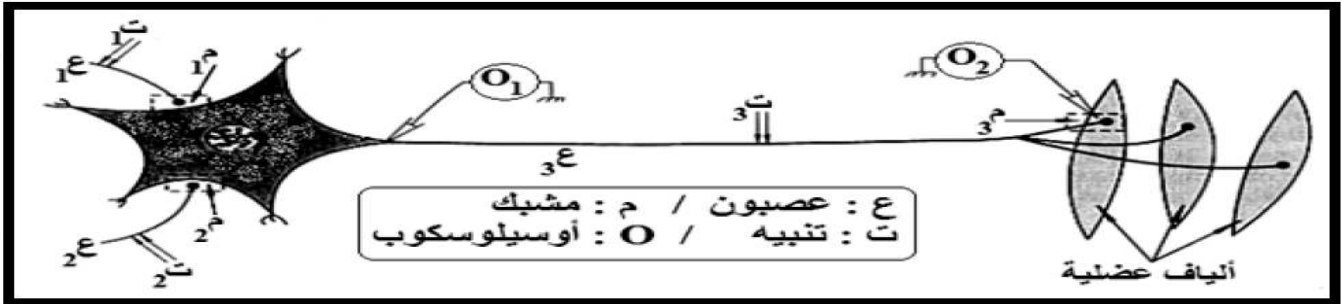 ت1
ع1
م1
O1
O2
ت3
م3
ع3
م2
ع2
ت2
ع : عصبون / م : مشبك
ت : تنبيه / O : أوسيلوسكوب
ألياف عضلية